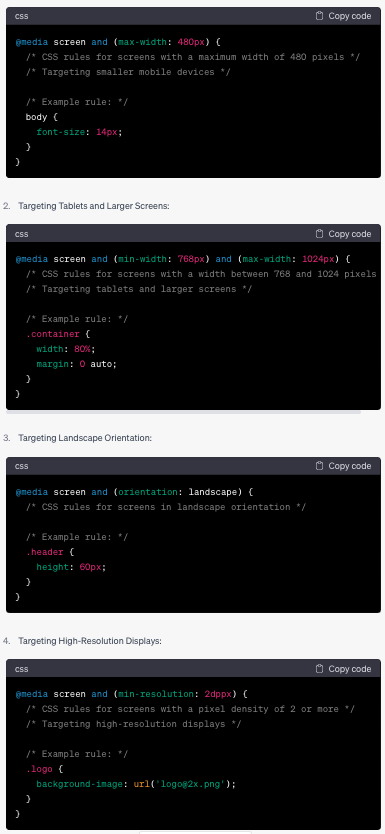 css Copy code
@media screen and (max-width: 480px) {
/* CSS rules for screens with a maximum width of 480 pixels */
/* Targeting smaller mobile devices */
/* Example rule: */
body {
font-size: 14px;
}
}
2. Targeting Tablets and Larger Screens:
css Copy code
@media screen and (min-width: 768px) and (max-width: 1024px) {
/* CSS rules for screens with a width between 768 and 1024 pixels
/* Targeting tablets and larger screens */
/* Example rule: */
.container {
width: 80%;
margin: 0 auto;
}
}
3. Targeting Landscape Orientation:
css Copy code
@media screen and (orientation: landscape) {
/* CSS rules for screens in landscape orientation */
/* Example rule: */
.header {
height: 60px;
}
}
4. Targeting High-Resolution Displays:
css Copy code
@media screen and (min-resolution: 2dppx) {
/* CSS rules for screens with a pixel density of 2 or more */
/* Targeting high-resolution displays */
/* Example rule: */
.logo {
background-image: url('logo@2x.png');
}
}